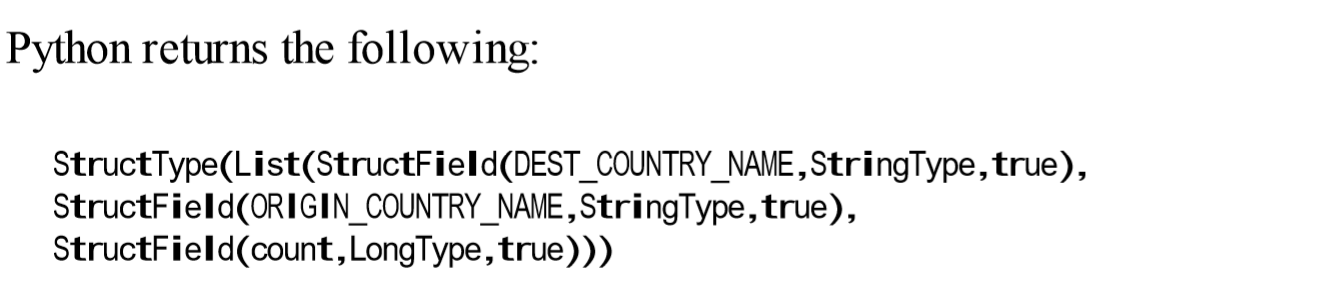 Python returns the following:
StructType(List(StructField(DEST_COUNTRY_NAME,StringType,true),
StructField(ORIGIN_COUNTRY_NAME,StringType,true),
StructField(count,LongType,true)))